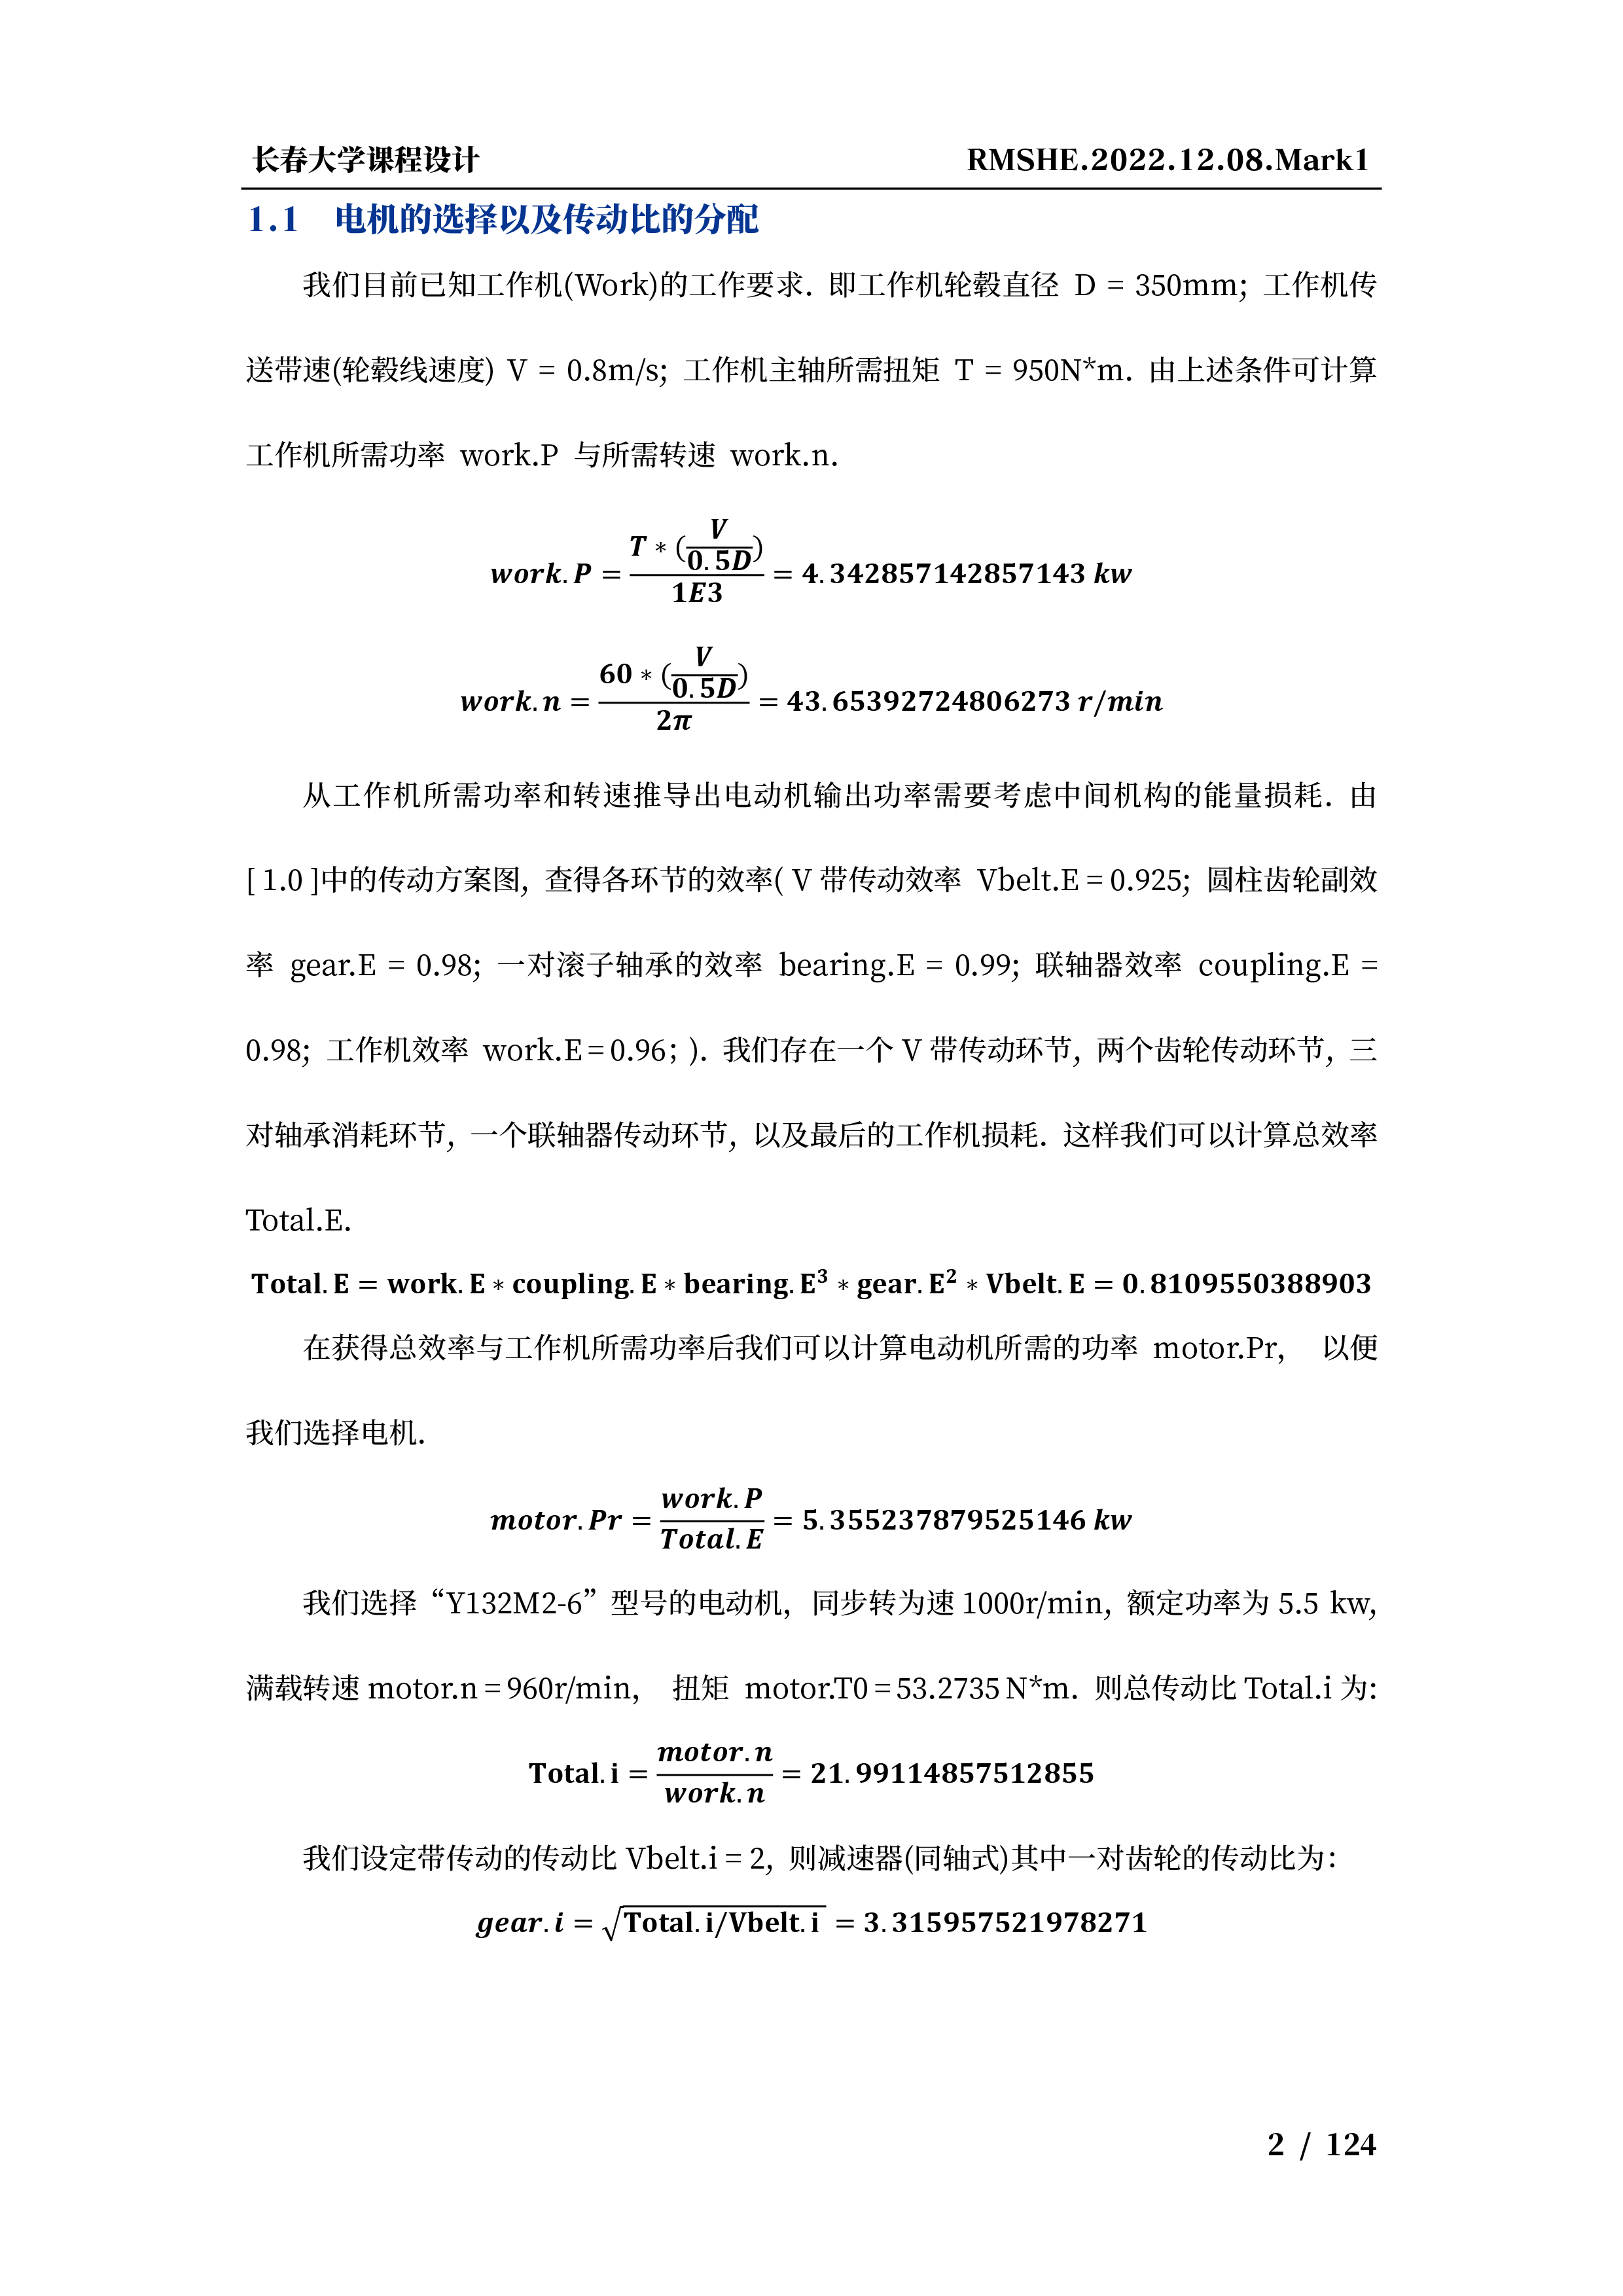 长春大学课程设计 RMSHE.2022.12.08.Mark1
1.1 电机的选择以及传动比的分配
我们目前已知工作机(Work)的工作要求. 即工作机轮毂直径 D = 350mm; 工作机传
送带速(轮毂线速度) V = 0.8m/s; 工作机主轴所需扭矩 T = 950N*m. 由上述条件可计算
工作机所需功率 work.P 与所需转速 work.n.
work.P = (T * (V / 0.5D)) / 1E3 = 4.342857142857143 kw
work.n = (60 * (V / 0.5D)) / 2π = 43.65392724806273 r/min
从工作机所需功率和转速推导出电动机输出功率需要考虑中间机构的能量损耗. 由
[ 1.0 ]中的传动方案图, 查得各环节的效率( V 带传动效率 Vbelt.E = 0.925; 圆柱齿轮副效
率 gear.E = 0.98; 一对滚子轴承的效率 bearing.E = 0.99; 联轴器效率 coupling.E =
0.98; 工作机效率 work.E = 0.96 ; ). 我们存在一个 V 带传动环节, 两个齿轮传动环节, 三
对轴承消耗环节, 一个联轴器传动环节, 以及最后的工作机损耗. 这样我们可以计算总效率
Total.E.
Total.E = work.E * coupling.E * bearing.E³ * gear.E² * Vbelt.E = 0.8109550388903
在获得总效率与工作机所需功率后我们可以计算电动机所需的功率 motor.Pr, 以便
我们选择电机.
motor.Pr = work.P / Total.E = 5.355237879525146 kw
我们选择“Y132M2-6”型号的电动机, 同步转为速 1000r/min, 额定功率为 5.5 kw,
满载转速 motor.n = 960r/min, 扭矩 motor.T0 = 53.2735 N*m. 则总传动比 Total.i 为:
Total.i = motor.n / work.n = 21.99114857512855
我们设定带传动的传动比 Vbelt.i = 2, 则减速器(同轴式)其中一对齿轮的传动比为:
gear.i = √(Total.i/Vbelt.i) = 3.315957521978271
2 / 124